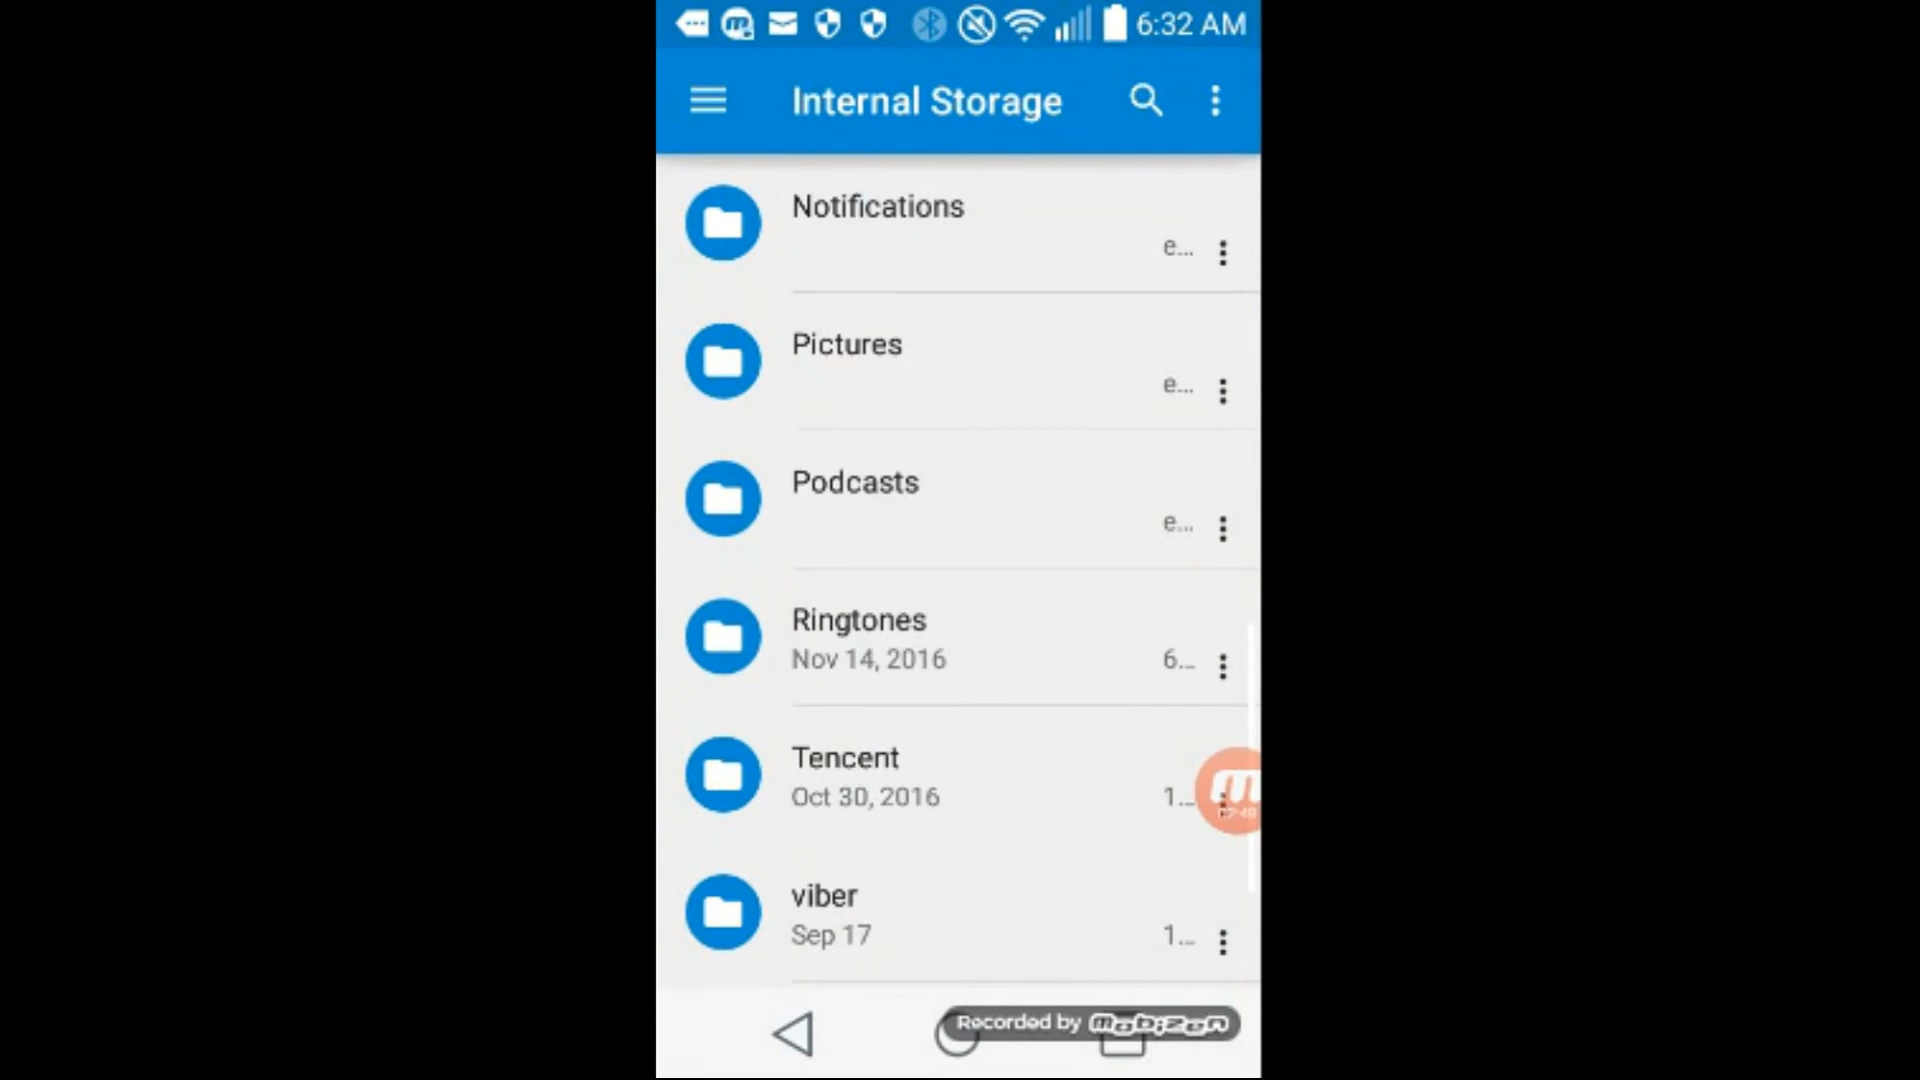 6:32 AM
Internal Storage
Notifications
e...
Pictures
e...
Podcasts
e...
Ringtones
Nov 14, 2016
6...
Tencent
Oct 30, 2016
1...
viber
Sep 17
1...
Recorded by mobizen